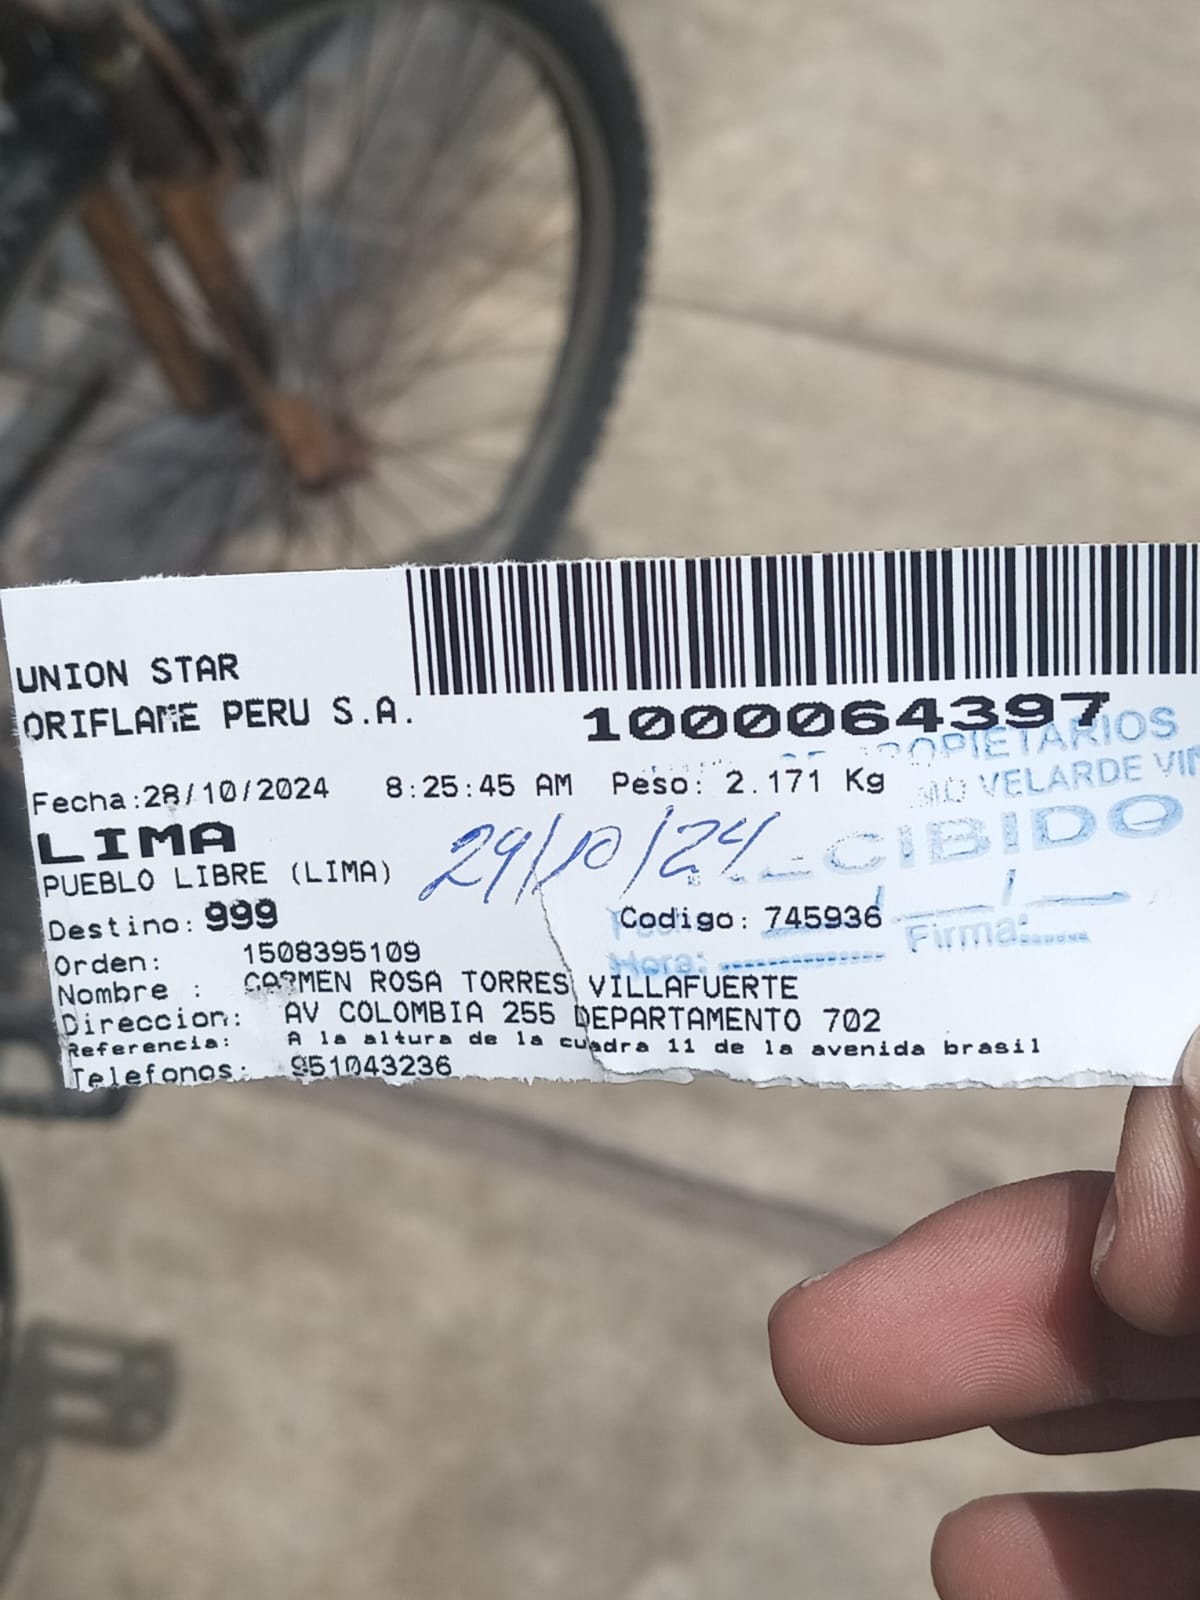 UNION STAR
ORIFLAME PERU S.A.
1000064397
PROPIETARIOS
VELARDE
Fecha:28/10/2024 8:25:45 AM Peso: 2.171 Kg
LIMA
29/10/24
CIBIDO
PUEBLO LIBRE (LIMA)
Destino: 999 Codigo: 745936
Firma:
Hora:
Orden: 1508395109
Nombre : CARMEN ROSA TORRES VILLAFUERTE
Direccion: AV COLOMBIA 255 DEPARTAMENTO 702
Referencia: A la altura de la cuadra 11 de la avenida brasil
Telefonos: 951043236